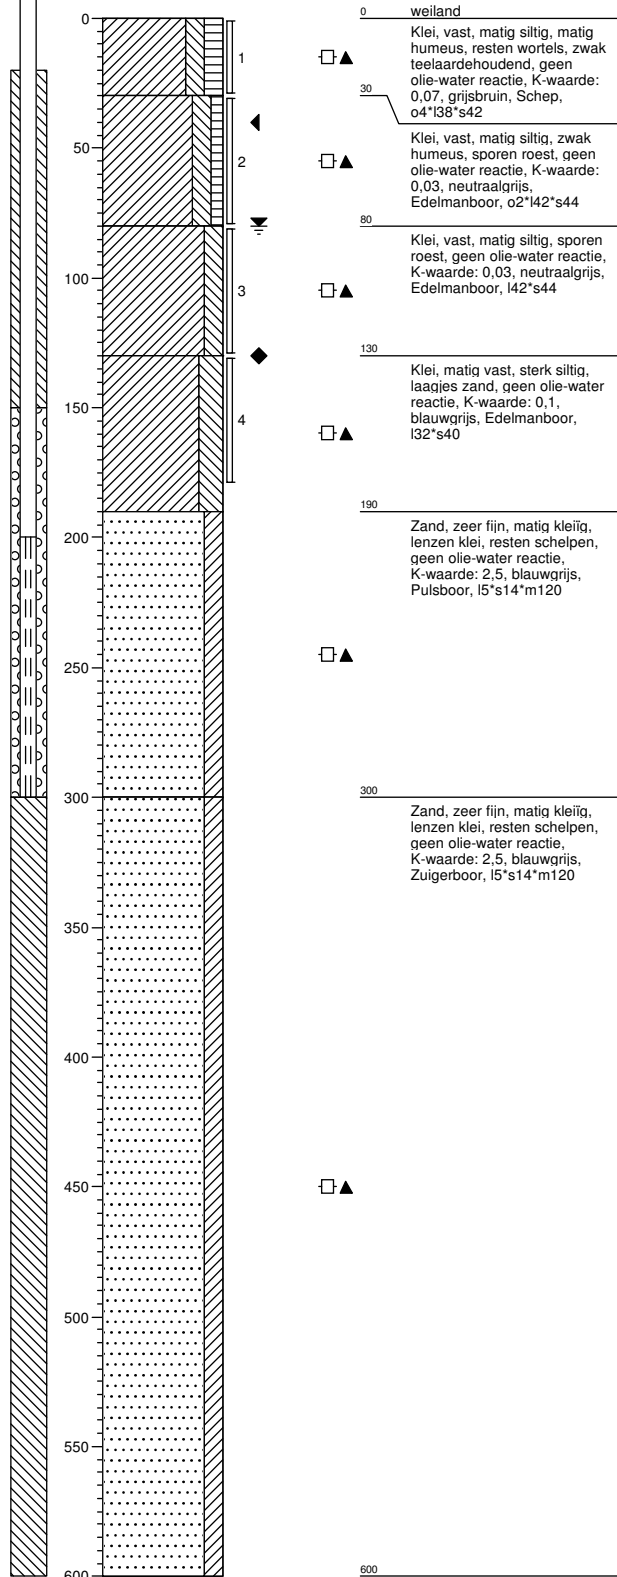 0
50
100
150
200
250
300
350
400
450
500
550
600
1
2
3
4
0 weiland
Klei, vast, matig siltig, matig
humeus, resten wortels, zwak
teelaardehoudend, geen
olie-water reactie, K-waarde:
0,07, grijsbruin, Schep,
o4*l38*s42
30
Klei, vast, matig siltig, zwak
humeus, sporen roest, geen
olie-water reactie, K-waarde:
0,03, neutraalgrijs,
Edelmanboor, o2*l42*s44
80
Klei, vast, matig siltig, sporen
roest, geen olie-water reactie,
K-waarde: 0,03, neutraalgrijs,
Edelmanboor, l42*s44
130
Klei, matig vast, sterk siltig,
laagjes zand, geen olie-water
reactie, K-waarde: 0,1,
blauwgrijs, Edelmanboor,
l32*s40
190
Zand, zeer fijn, matig kleiïg,
lenzen klei, resten schelpen,
geen olie-water reactie,
K-waarde: 2,5, blauwgrijs,
Pulsboor, l5*s14*m120
300
Zand, zeer fijn, matig kleiïg,
lenzen klei, resten schelpen,
geen olie-water reactie,
K-waarde: 2,5, blauwgrijs,
Zuigerboor, l5*s14*m120
600